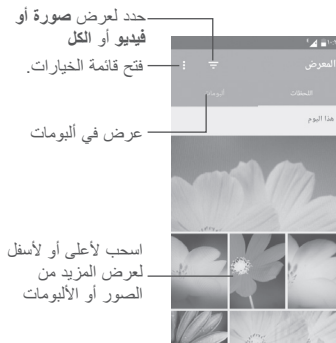 حدد لعرض صورة أو
فيديو أو الكل
فتح قائمة الخيارات.
المعرض
اللحظات
ألبومات
عرض في ألبومات
هذا اليوم
اسحب لأعلى أو لأسفل
لعرض المزيد من
الصور أو الألبومات